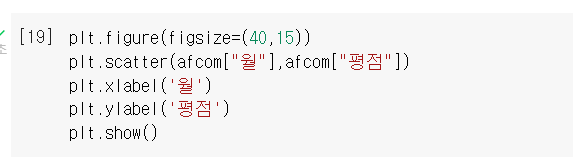 [19] plt.figure(figsize=(40,15))
plt.scatter(afcom["월"],afcom["평점"])
plt.xlabel('월')
plt.ylabel('평점')
plt.show()
초